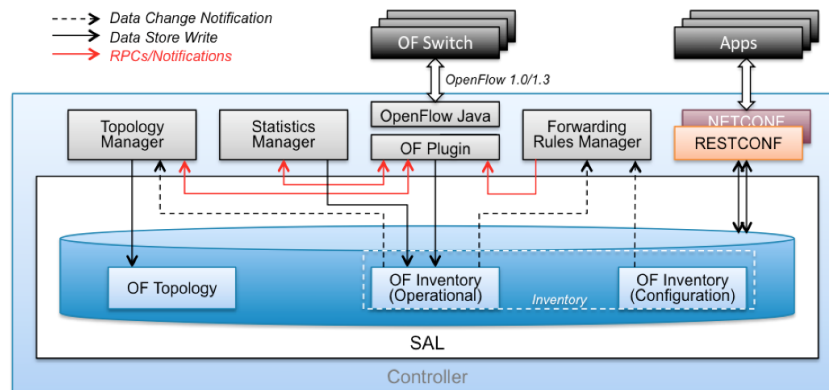 Data Change Notification
Data Store Write
RPCs/Notifications
OF Switch
Apps
OpenFlow 1.0/1.3
Topology
Manager
Statistics
Manager
OpenFlow Java
OF Plugin
Forwarding
Rules Manager
NETCONF
RESTCONF
OF Topology
OF Inventory
(Operational)
Inventory
OF Inventory
(Configuration)
SAL
Controller